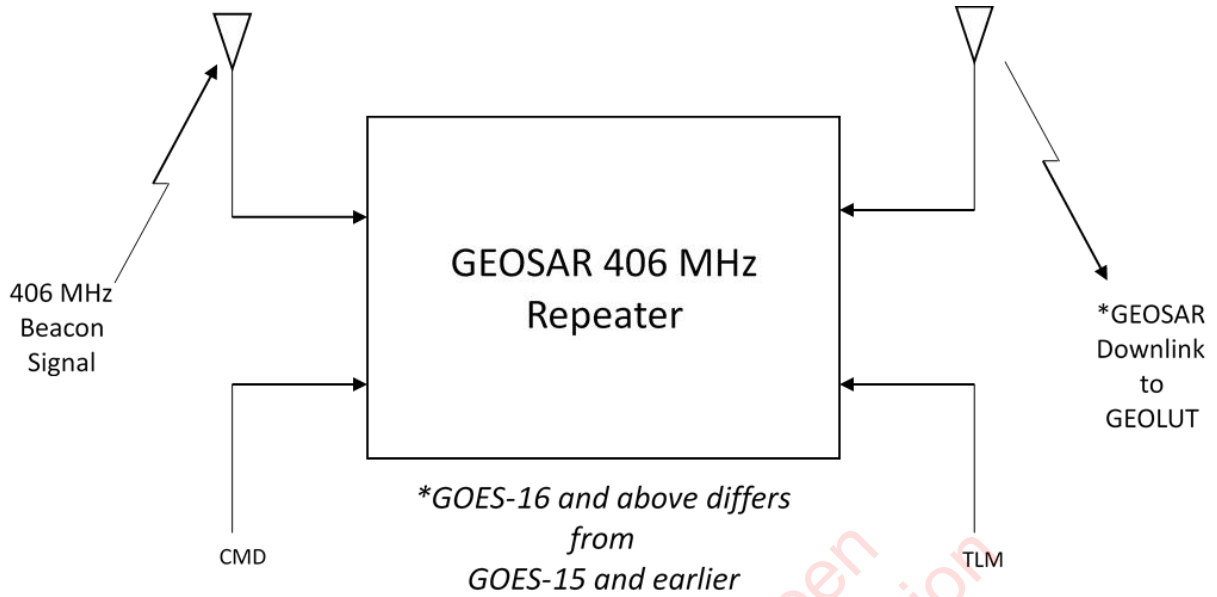 GEOSAR 406 MHz
Repeater
406 MHz
Beacon
Signal
*GEOSAR
Downlink
to
GEOLUT
*GOES-16 and above differs
from
GOES-15 and earlier
CMD
TLM